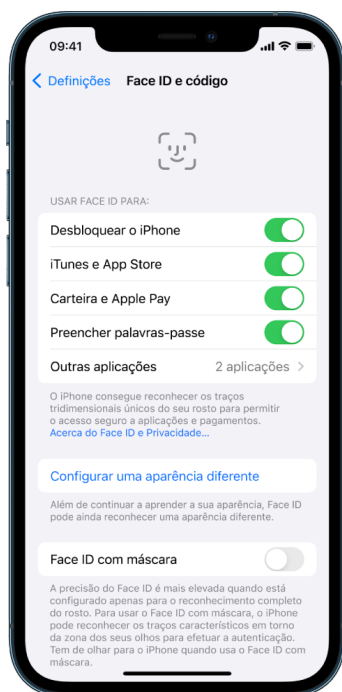 09:41
Definições Face ID e código
USAR FACE ID PARA:
Desbloquear o iPhone
iTunes e App Store
Carteira e Apple Pay
Preencher palavras-passe
Outras aplicações 2 aplicações
O iPhone consegue reconhecer os traços
tridimensionais únicos do seu rosto para permitir
o acesso seguro a aplicações e pagamentos.
Acerca do Face ID e Privacidade...
Configurar uma aparência diferente
Além de continuar a aprender a sua aparência, Face ID
pode ainda reconhecer uma aparência diferente.
Face ID com máscara
A precisão do Face ID é mais elevada quando está
configurado apenas para o reconhecimento completo
do rosto. Para usar o Face ID com máscara, o iPhone
pode reconhecer os traços característicos em torno
da zona dos seus olhos para efetuar a autenticação.
Tem de olhar para o iPhone quando usa o Face ID com
máscara.